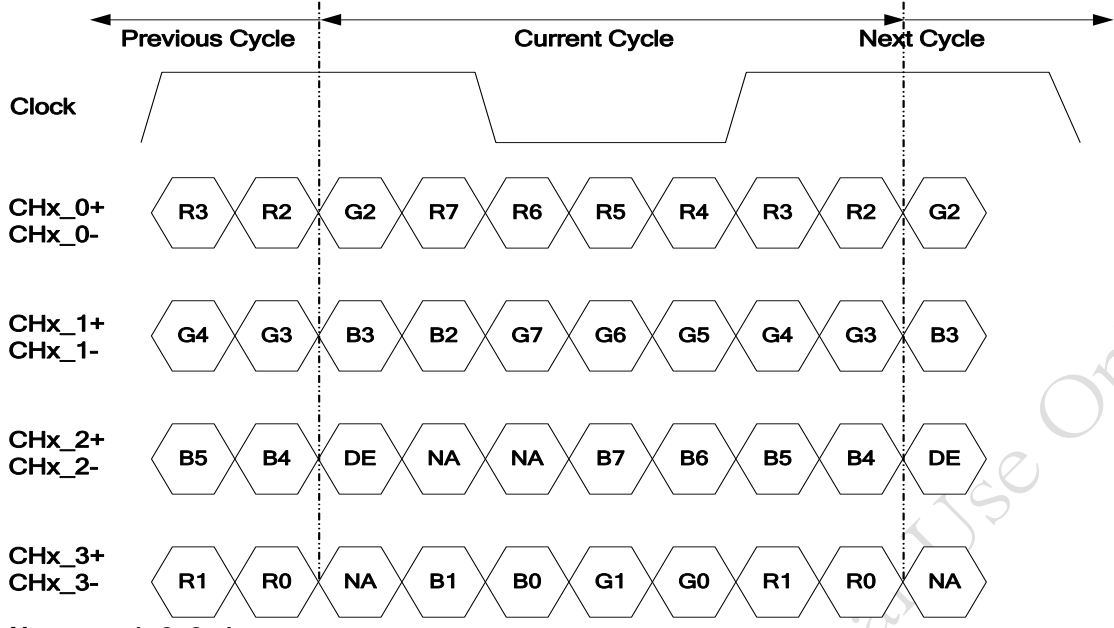 Previous Cycle Current Cycle Next Cycle
Clock
CHx_0+
CHx_0-
R3 R2 G2 R7 R6 R5 R4 R3 R2 G2
CHx_1+
CHx_1-
G4 G3 B3 B2 G7 G6 G5 G4 G3 B3
CHx_2+
CHx_2-
B5 B4 DE NA NA B7 B6 B5 B4 DE
CHx_3+
CHx_3-
R1 R0 NA B1 B0 G1 G0 R1 R0 NA
Use